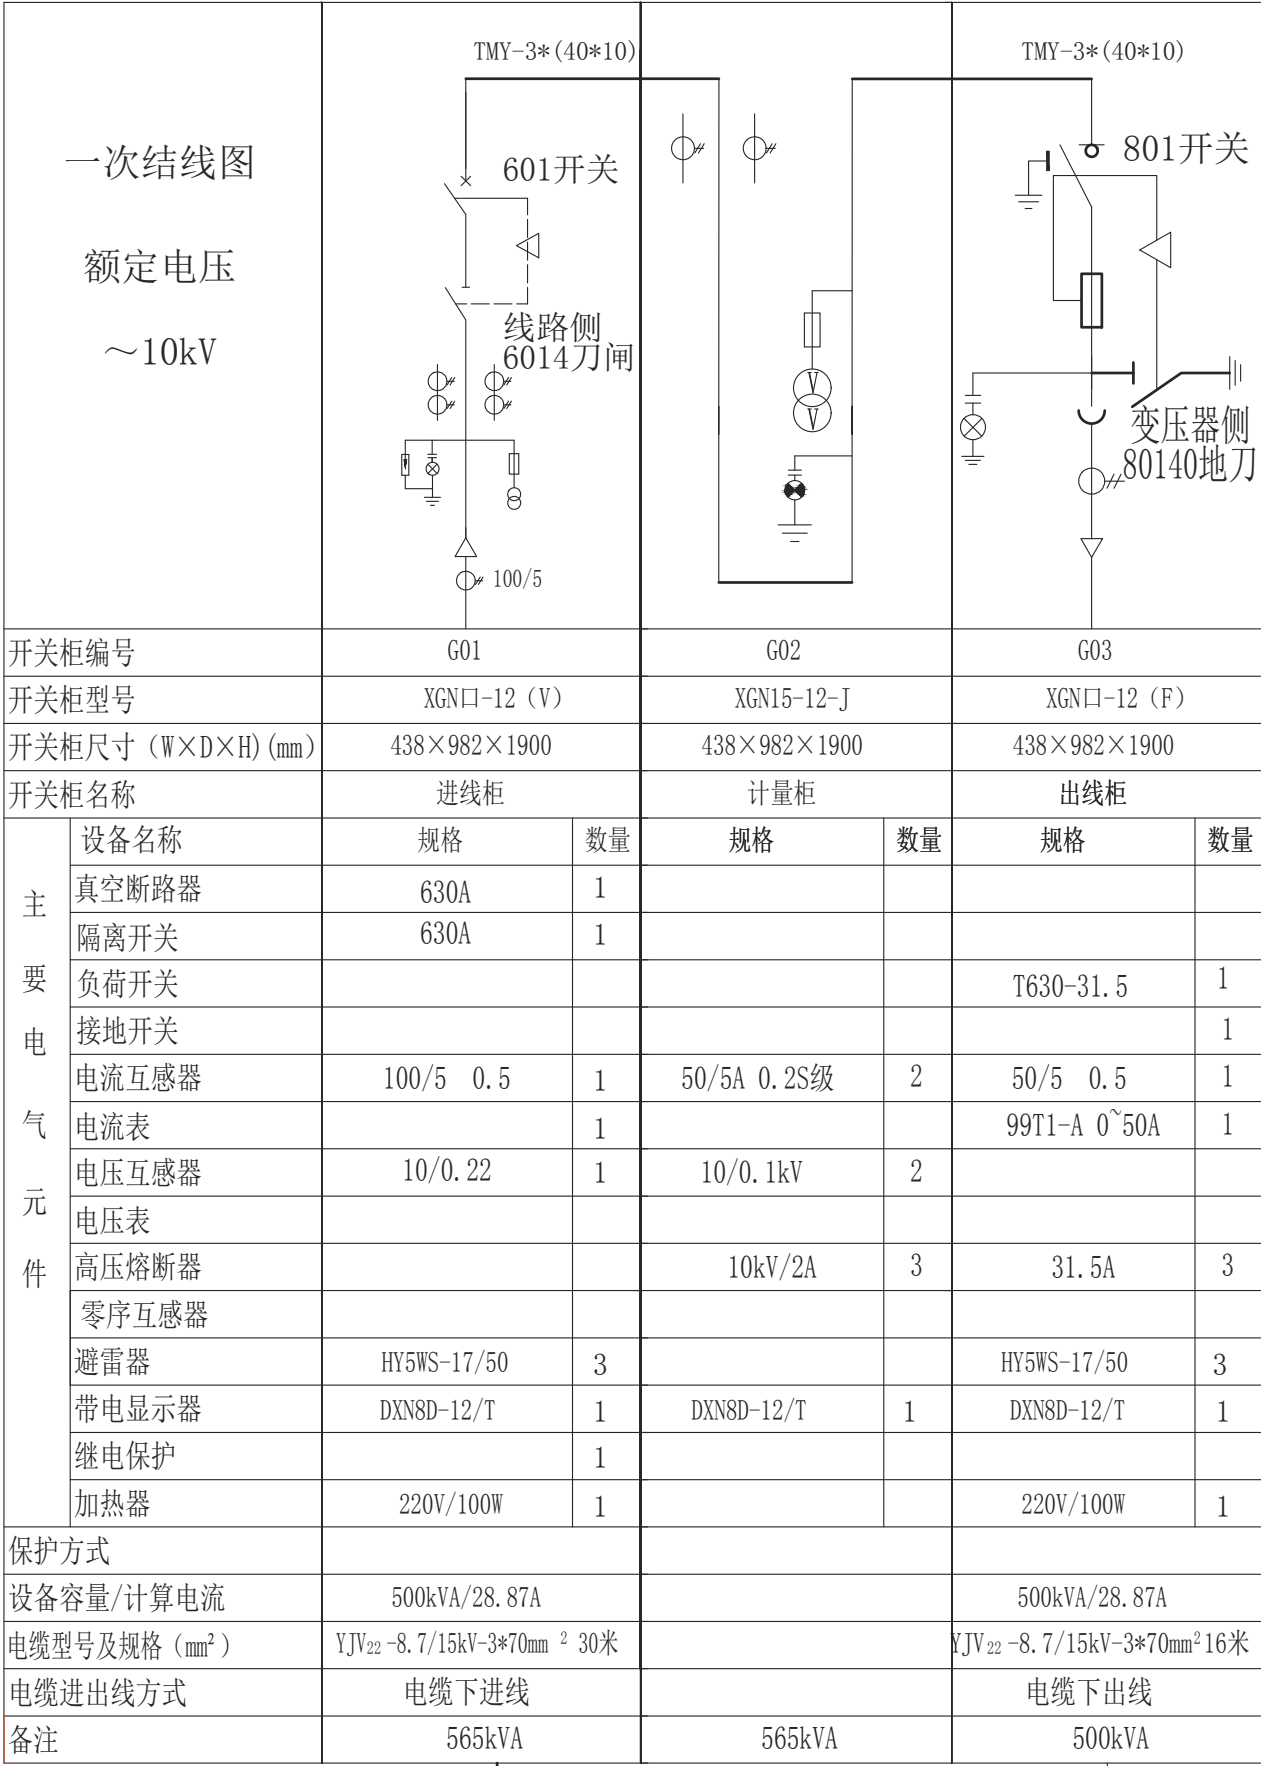 TMY-3*(40*10)
TMY-3*(40*10)
一次结线图
额定电压
～10kV
601开关
线路侧
6014刀闸
100/5
V
V
801开关
变压器侧
80140地刀
开关柜编号 G01 G02 G03
开关柜型号 XGN口-12（V） XGN15-12-J XGN口-12（F）
开关柜尺寸（W×D×H)(mm) 438×982×1900 438×982×1900 438×982×1900
开关柜名称 进线柜 计量柜 出线柜
主要电气元件
设备名称 规格 数量 规格 数量 规格 数量
真空断路器 630A 1
隔离开关 630A 1
负荷开关 T630-31.5 1
接地开关 1
电流互感器 100/5 0.5 1 50/5A 0.2S级 2 50/5 0.5 1
电流表 1 99T1-A 0~50A 1
电压互感器 10/0.22 1 10/0.1kV 2
电压表
高压熔断器 10kV/2A 3 31.5A 3
零序互感器
避雷器 HY5WS-17/50 3 HY5WS-17/50 3
带电显示器 DXN8D-12/T 1 DXN8D-12/T 1 DXN8D-12/T 1
继电保护 1
加热器 220V/100W 1 220V/100W 1
保护方式
设备容量/计算电流 500kVA/28.87A 500kVA/28.87A
电缆型号及规格（mm²） YJV₂₂-8.7/15kV-3*70mm ² 30米 YJV₂₂-8.7/15kV-3*70mm²16米
电缆进出线方式 电缆下进线 电缆下出线
备注 565kVA 565kVA 500kVA